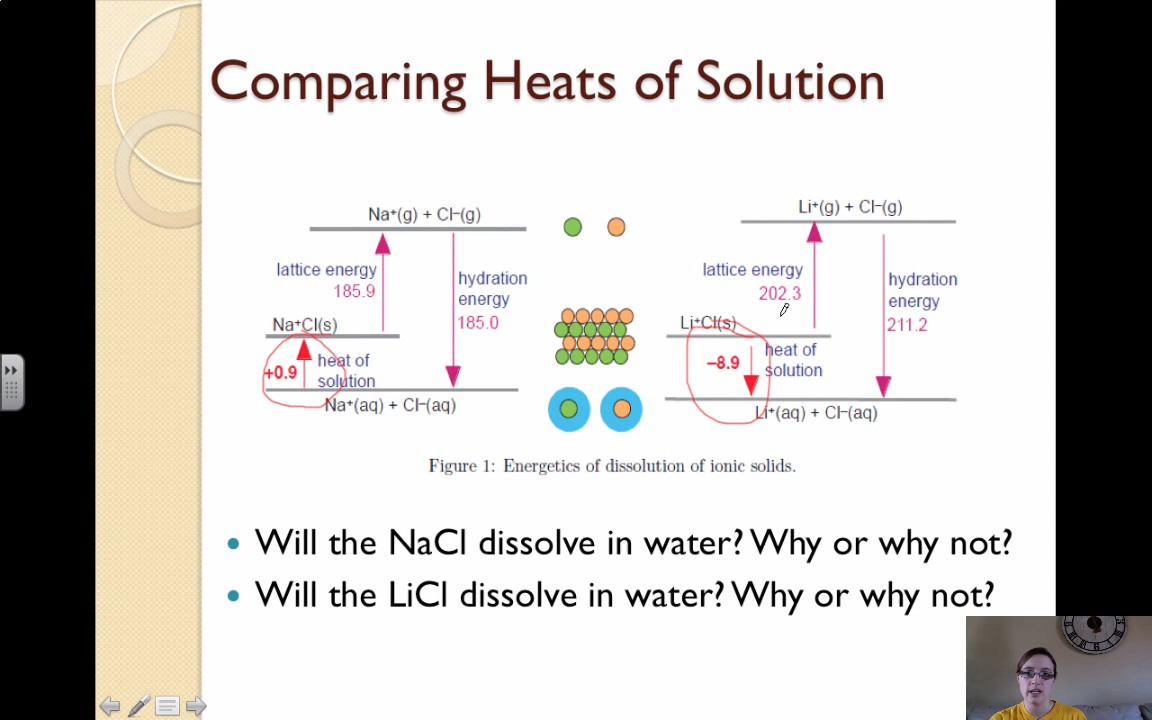 Comparing Heats of Solution
Na⁺(g) + Cl⁻(g)
lattice energy
185.9
hydration
energy
185.0
Na⁺Cl(s)
+0.9
heat of
solution
Na⁺(aq) + Cl⁻(aq)
Li⁺(g) + Cl⁻(g)
lattice energy
202.3
hydration
energy
211.2
Li⁺Cl(s)
−8.9
heat of
solution
Li⁺(aq) + Cl⁻(aq)
Figure 1: Energetics of dissolution of ionic solids.
• Will the NaCl dissolve in water? Why or why not?
• Will the LiCl dissolve in water? Why or why not?